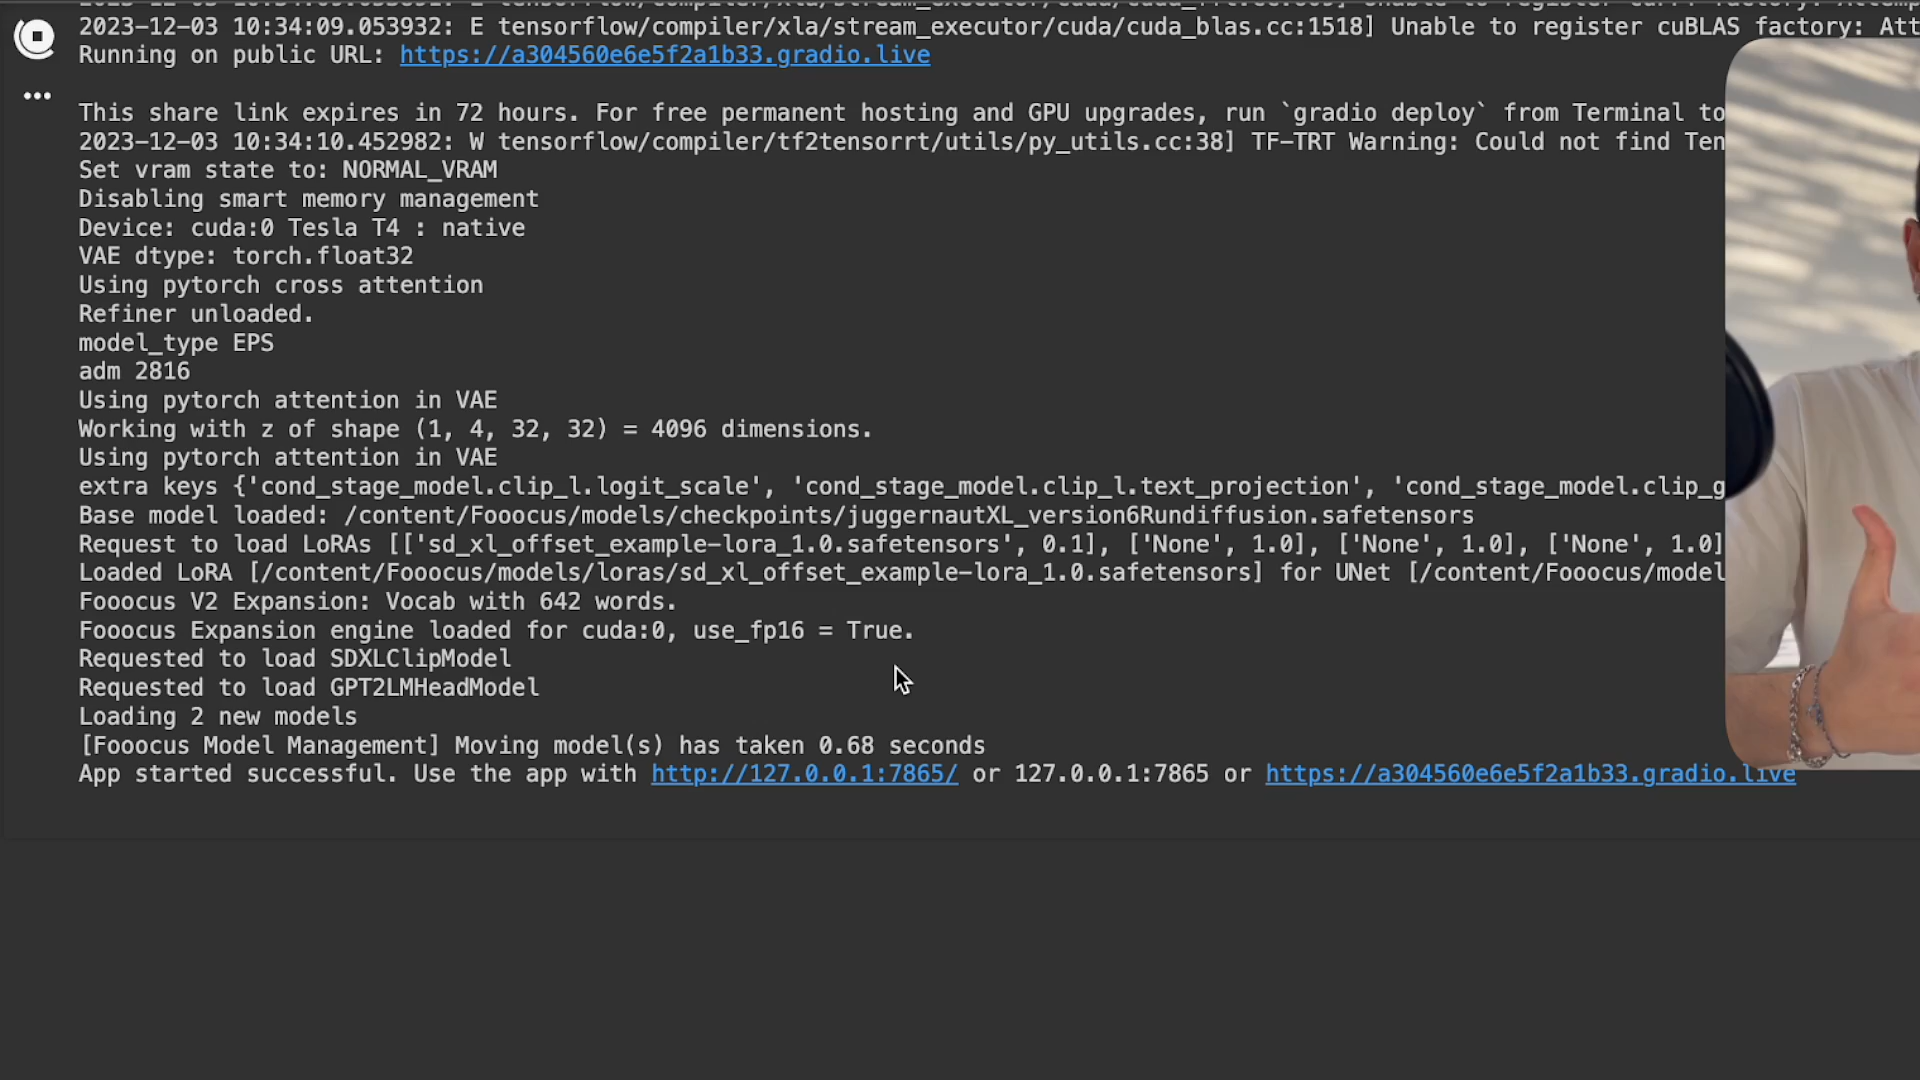 2023-12-03 10:34:09.053932: E tensorflow/compiler/xla/stream_executor/cuda/cuda_blas.cc:1518] Unable to register cuBLAS factory: Att
Running on public URL: https://a304560e6e5f2a1b33.gradio.live
This share link expires in 72 hours. For free permanent hosting and GPU upgrades, run `gradio deploy` from Terminal to
2023-12-03 10:34:10.452982: W tensorflow/compiler/tf2tensorrt/utils/py_utils.cc:38] TF-TRT Warning: Could not find Ten
Set vram state to: NORMAL_VRAM
Disabling smart memory management
Device: cuda:0 Tesla T4 : native
VAE dtype: torch.float32
Using pytorch cross attention
Refiner unloaded.
model_type EPS
adm 2816
Using pytorch attention in VAE
Working with z of shape (1, 4, 32, 32) = 4096 dimensions.
Using pytorch attention in VAE
extra keys {'cond_stage_model.clip_l.logit_scale', 'cond_stage_model.clip_l.text_projection', 'cond_stage_model.clip_g
Base model loaded: /content/Fooocus/models/checkpoints/juggernautXL_version6Rundiffusion.safetensors
Request to load LoRAs [['sd_xl_offset_example-lora_1.0.safetensors', 0.1], ['None', 1.0], ['None', 1.0], ['None', 1.0]
Loaded LoRA [/content/Fooocus/models/loras/sd_xl_offset_example-lora_1.0.safetensors] for UNet [/content/Fooocus/model
Fooocus V2 Expansion: Vocab with 642 words.
Fooocus Expansion engine loaded for cuda:0, use_fp16 = True.
Requested to load SDXLClipModel
Requested to load GPT2LMHeadModel
Loading 2 new models
[Fooocus Model Management] Moving model(s) has taken 0.68 seconds
App started successful. Use the app with http://127.0.0.1:7865/ or 127.0.0.1:7865 or https://a304560e6e5f2a1b33.gradio.live